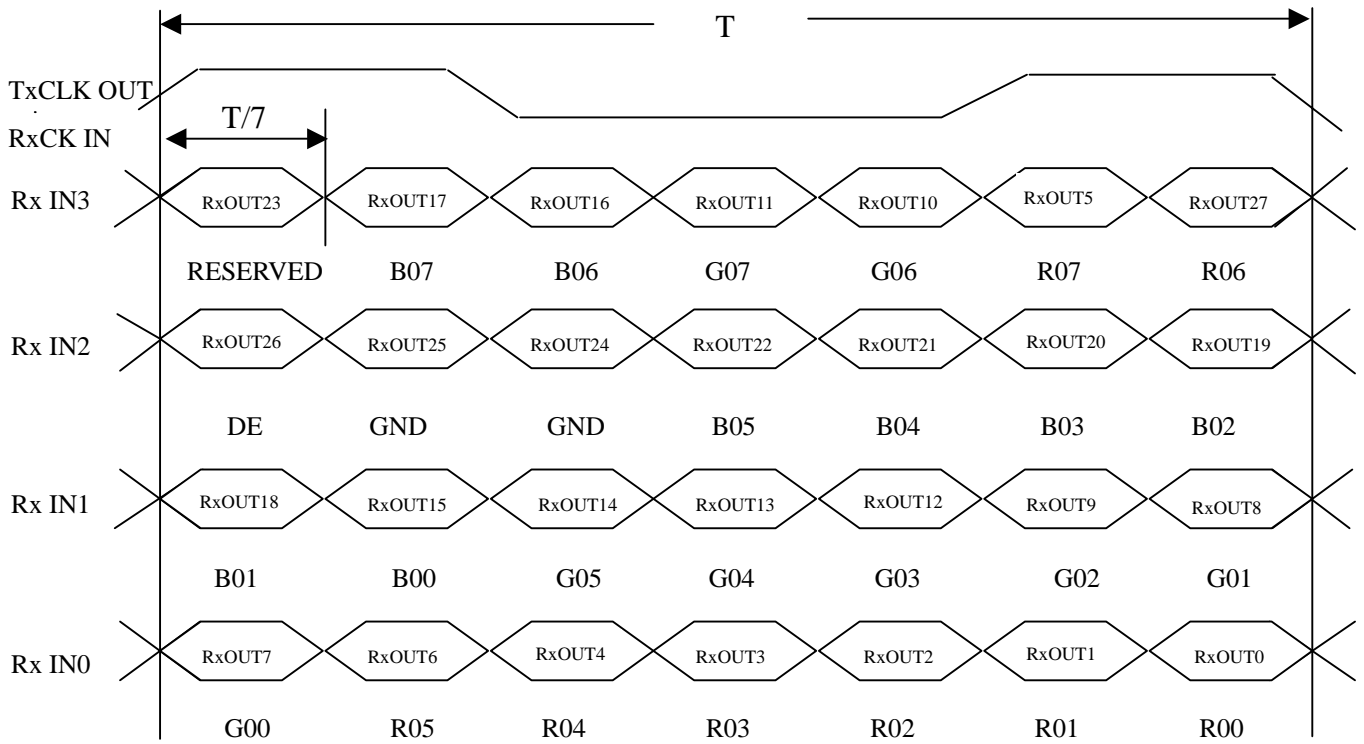 T
TxCLK OUT
RxCK IN
T/7
Rx IN3 RxOUT23 RxOUT17 RxOUT16 RxOUT11 RxOUT10 RxOUT5 RxOUT27
RESERVED B07 B06 G07 G06 R07 R06
Rx IN2 RxOUT26 RxOUT25 RxOUT24 RxOUT22 RxOUT21 RxOUT20 RxOUT19
DE GND GND B05 B04 B03 B02
Rx IN1 RxOUT18 RxOUT15 RxOUT14 RxOUT13 RxOUT12 RxOUT9 RxOUT8
B01 B00 G05 G04 G03 G02 G01
Rx IN0 RxOUT7 RxOUT6 RxOUT4 RxOUT3 RxOUT2 RxOUT1 RxOUT0
G00 R05 R04 R03 R02 R01 R00